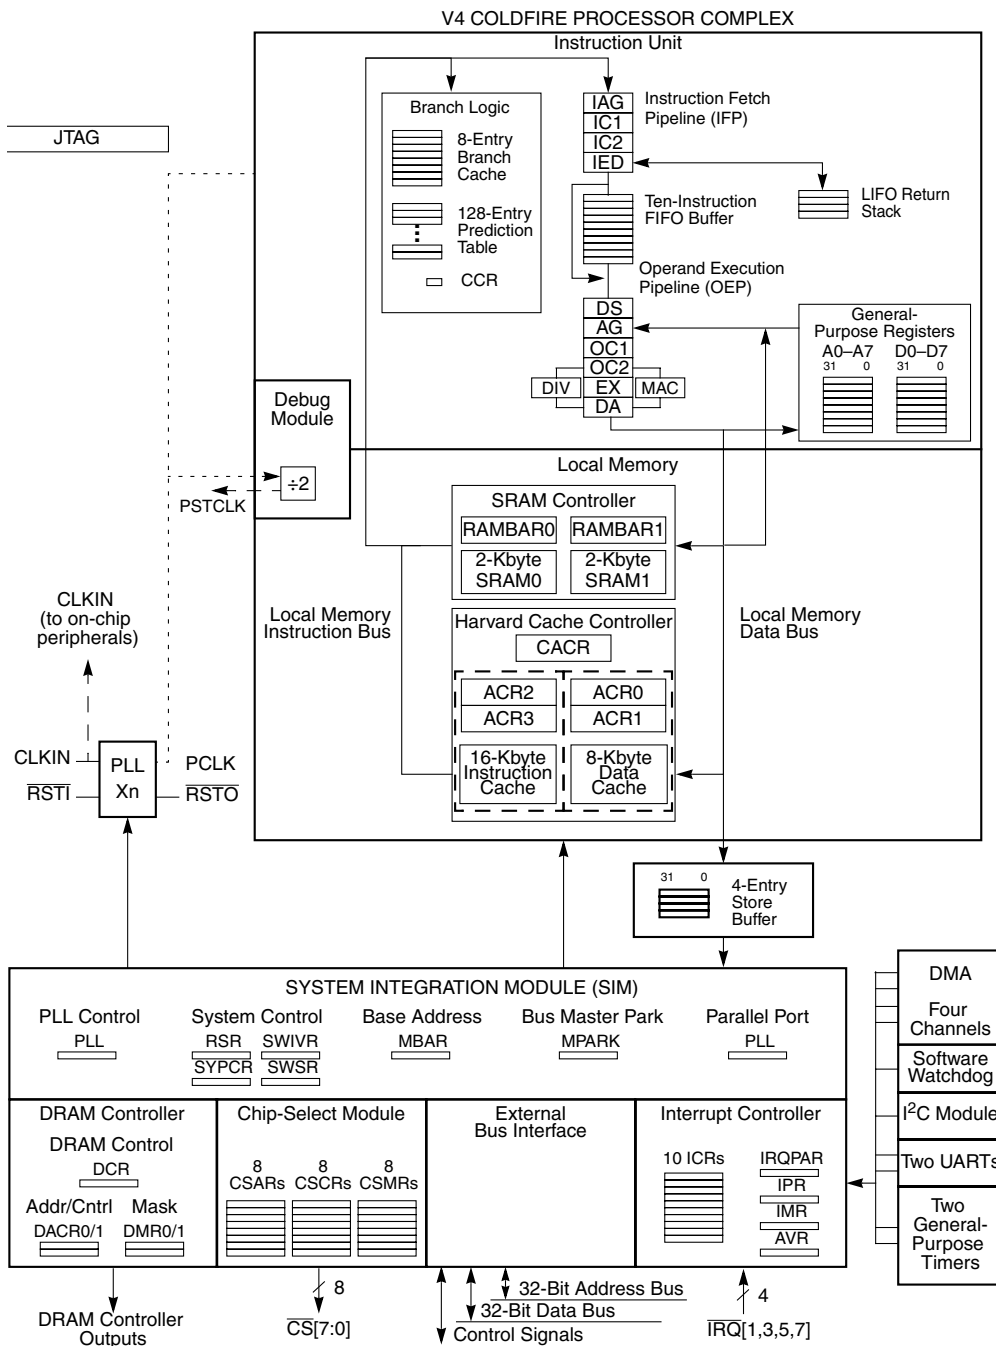 V4 COLDFIRE PROCESSOR COMPLEX
Instruction Unit
Branch Logic
8-Entry
Branch
Cache
128-Entry
Prediction
Table
CCR
IAG
IC1
IC2
IED
Instruction Fetch
Pipeline (IFP)
Ten-Instruction
FIFO Buffer
LIFO Return
Stack
Operand Execution
Pipeline (OEP)
DS
AG
OC1
OC2
DIV
EX
MAC
DA
General-
Purpose Registers
A0–A7 D0–D7
31 0 31 0
JTAG
Debug
Module
÷2
PSTCLK
Local Memory
SRAM Controller
RAMBAR0 RAMBAR1
2-Kbyte
SRAM0
2-Kbyte
SRAM1
Local Memory
Instruction Bus
Local Memory
Data Bus
Harvard Cache Controller
CACR
ACR2
ACR3
ACR0
ACR1
16-Kbyte
Instruction
Cache
8-Kbyte
Data
Cache
CLKIN
(to on-chip
peripherals)
CLKIN
PLL
Xn
PCLK
RSTI
RSTO
31 0
4-Entry
Store
Buffer
SYSTEM INTEGRATION MODULE (SIM)
PLL Control
PLL
System Control
RSR SWIVR
SYPCR SWSR
Base Address
MBAR
Bus Master Park
MPARK
Parallel Port
PLL
DMA
Four
Channels
Software
Watchdog
I²C Module
Two UARTs
Two
General-
Purpose
Timers
DRAM Controller
DRAM Control
DCR
Addr/Cntrl Mask
DACR0/1 DMR0/1
Chip-Select Module
8
CSARs
8
CSCRs
8
CSMRs
External
Bus Interface
Interrupt Controller
10 ICRs
IRQPAR
IPR
IMR
AVR
DRAM Controller
Outputs
8
CS[7:0]
32-Bit Address Bus
32-Bit Data Bus
Control Signals
4
IRQ[1,3,5,7]